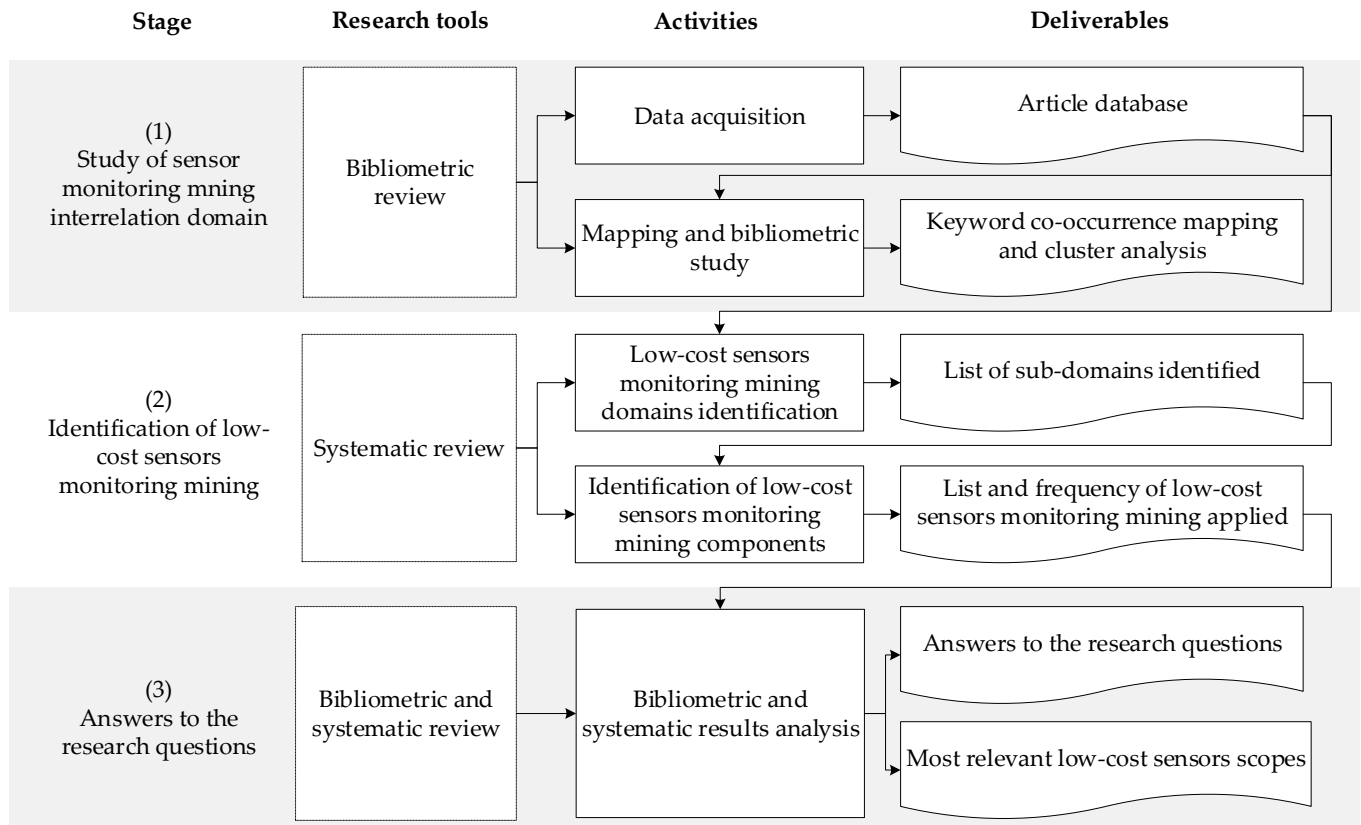 Stage
Research tools
Activities
Deliverables
(1)
Study of sensor
monitoring mning
interrelation domain
Bibliometric
review
Data acquisition
Article database
Mapping and bibliometric
study
Keyword co-occurrence mapping
and cluster analysis
(2)
Identification of low-
cost sensors
monitoring mining
Systematic review
Low-cost sensors
monitoring mining
domains identification
List of sub-domains identified
Identification of low-cost
sensors monitoring
mining components
List and frequency of low-cost
sensors monitoring mining applied
(3)
Answers to the
research questions
Bibliometric and
systematic review
Bibliometric and
systematic results analysis
Answers to the research questions
Most relevant low-cost sensors scopes